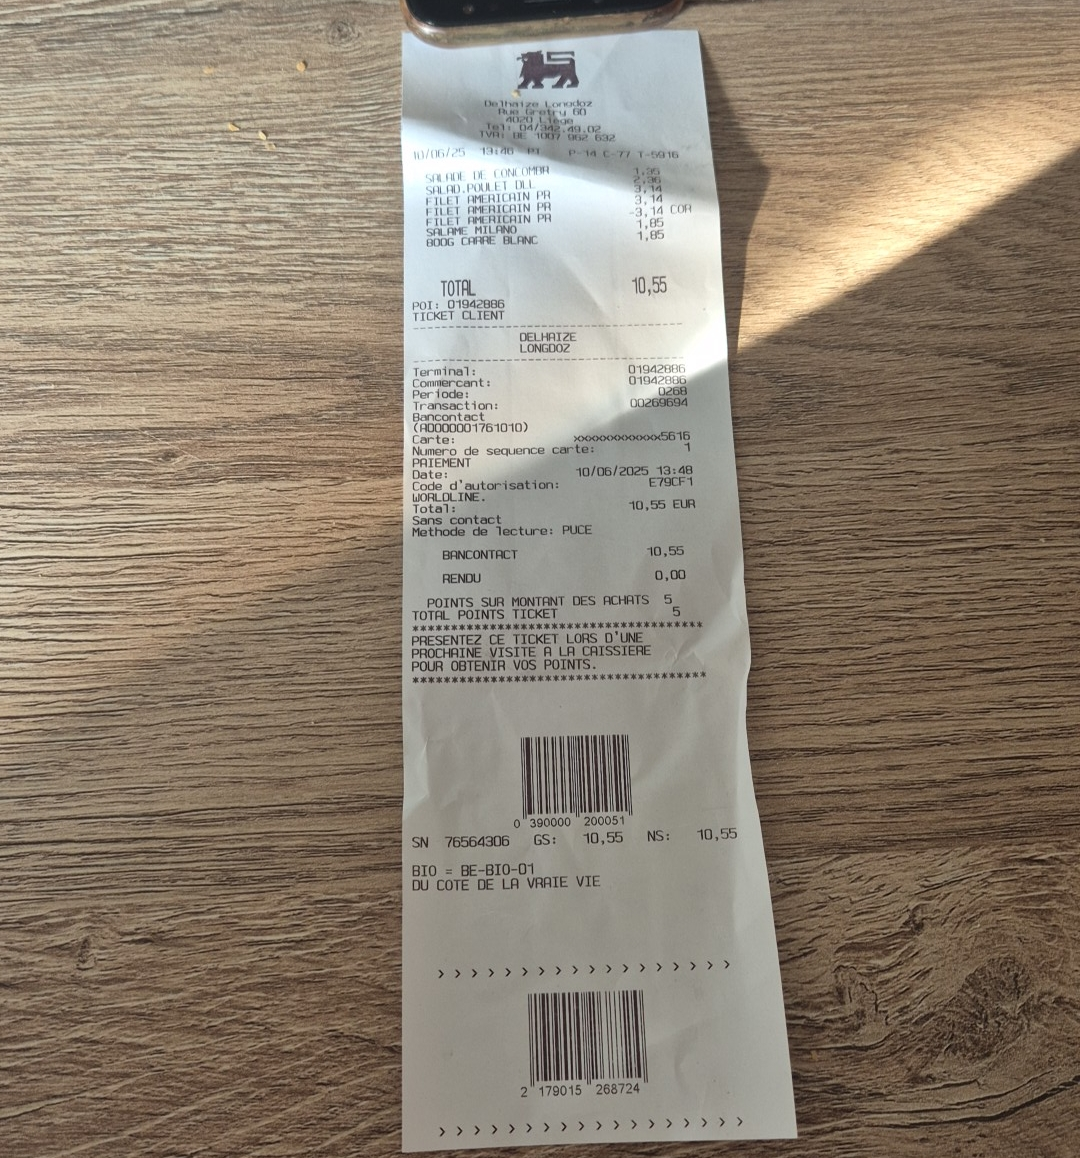 Delhaize Longdoz
Rue Gretry 60
4020 Liege
Tel: 04/342.49.02
TVA: BE 1007 962 632
10/06/25 13:46 P-14 C-77 T-5916
SALADE DE CONCOMBR 1,35
SALAD.POULET DLL 2,36
FILET AMERICAIN PR 3,14
FILET AMERICAIN PR 3,14
FILET AMERICAIN PR -3,14 COR
SALAME MILANO 1,85
800G CARRE BLANC 1,85
TOTAL 10,55
POI: 01942886
TICKET CLIENT
DELHAIZE
LONGDOZ
Terminal: 01942886
Commercant: 01942886
Periode: 0268
Transaction: 00269694
Bancontact
(A0000001761010)
Carte: xxxxxxxxxxxxx5616
Numero de sequence carte: 1
PAIEMENT
Date: 10/06/2025 13:48
Code d'autorisation: E79CF1
WORLDLINE.
Total: 10,55 EUR
Sans contact
Methode de lecture: PUCE
BANCONTACT 10,55
RENDU 0,00
POINTS SUR MONTANT DES ACHATS 5
TOTAL POINTS TICKET 5
**********************************
PRESENTEZ CE TICKET LORS D'UNE
PROCHAINE VISITE A LA CAISSIERE
POUR OBTENIR VOS POINTS.
**********************************
0 390000 200051
SN 76564306 GS: 10,55 NS: 10,55
BIO = BE-BIO-01
DU COTE DE LA VRAIE VIE
> > > > > > > > > > > > > >
2 179015 268724
> > > > > > > > > > > > > > >